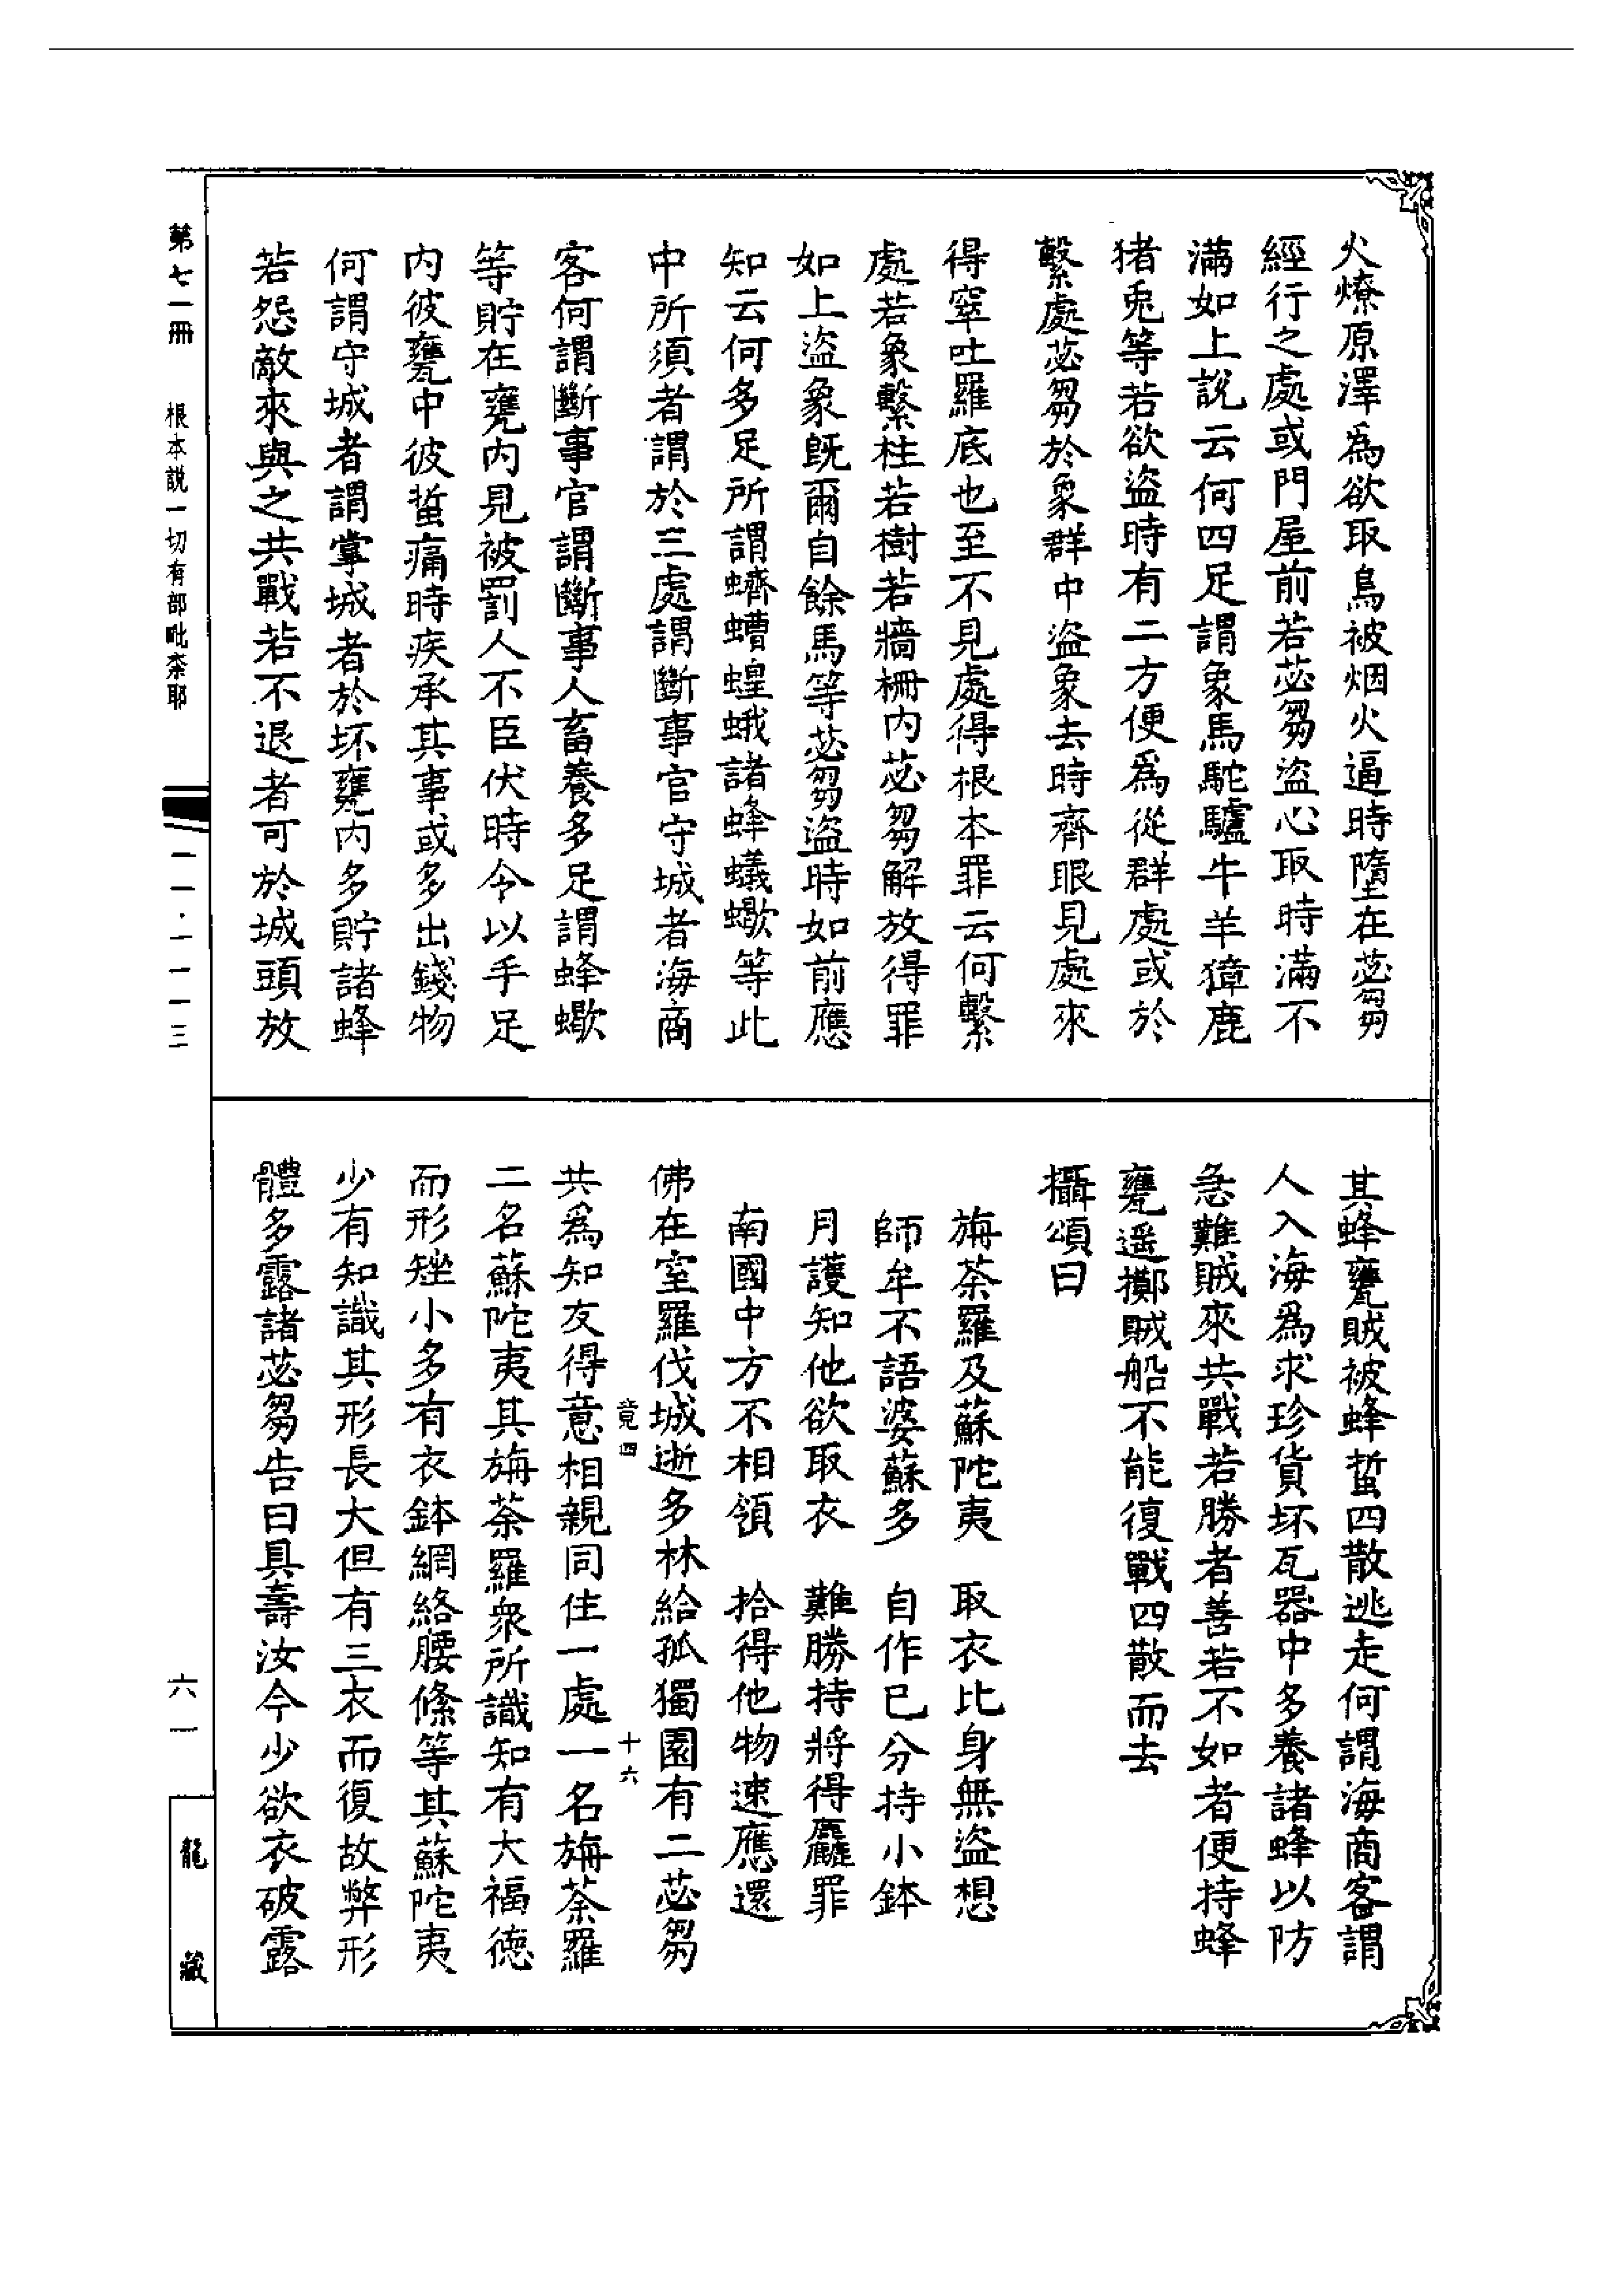 火燎原澤為欲取鳥被烟火逼時墮在苾芻
經行之處或門屋前若苾芻盜心取時滿不
滿如上說云何四足謂象馬駝驢牛羊獐鹿
猪兎等若欲盜時有二方便為從群處或於
繫處苾芻於象群中盜象去時齊眼見處來
得窣吐羅底也至不見處得根本罪云何繫
處若象繫柱若樹若牆柵內苾芻解放得罪
如上盜象既爾自餘馬等苾芻盜時如前應
知云何多足所謂蠐螬蝗蛾諸蜂蟻蠍等此
中所須者謂於三處謂斷事官守城者海商
客何謂斷事官謂斷事人畜養多足謂蜂蠍
等貯在甕內見被罰人不臣伏時令以手足
內彼甕中彼蜇痛時疾承其事或多出錢物
何謂守城者謂掌城者於坏甕內多貯諸蜂
若怨敵來與之共戰若不退者可於城頭放
其蜂甕賊被蜂蜇四散逃走何謂海商客謂
人入海為求珍貨坏瓦器中多養諸蜂以防
急難賊來共戰若勝者善若不如者便持蜂
甕遥擲賊船不能復戰四散而去
攝頌曰
旃荼羅及蘇陀夷　取衣比身無盜想
師牟不語婆蘇多　自作已分持小鉢
月護知他欲取衣　難勝持將得麤罪
南國中方不相領　拾得他物速應還
佛在室羅伐城逝多林給孤獨園有二苾芻
竟四　十六
共為知友得意相親同住一處一名旃荼羅
二名蘇陀夷其旃荼羅眾所識知有大福德
而形矬小多有衣鉢網絡腰絛等其蘇陀夷
少有知識其形長大但有三衣而復故弊形
體多露諸苾芻告曰具壽汝今少欲衣破露
第七一冊　根本說一切有部毗柰耶
六一
龍藏